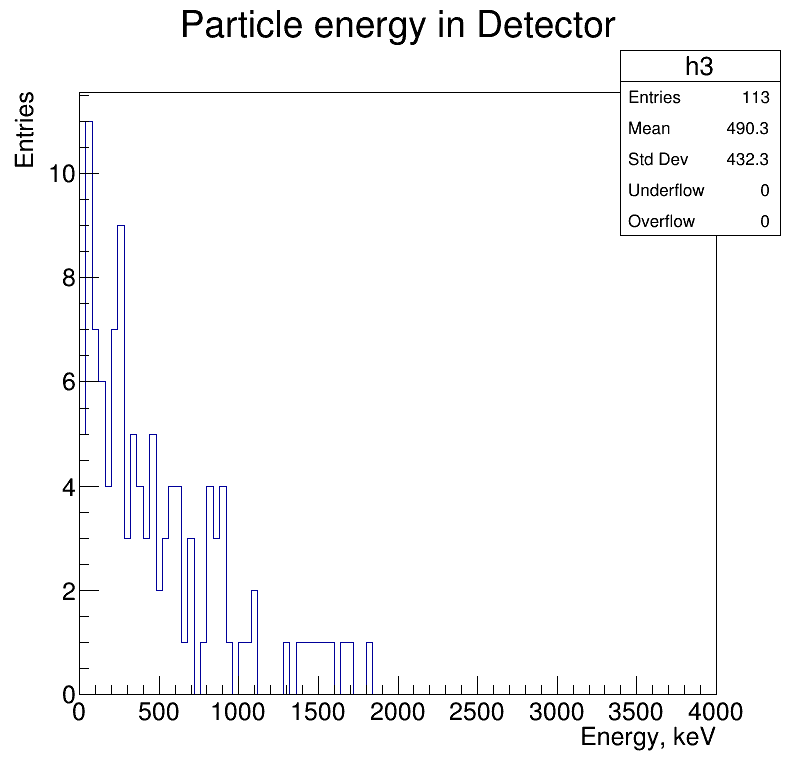 Particle energy in Detector
h3
Entries 113
Mean 490.3
Std Dev 432.3
Underflow 0
Overflow 0
Entries
10
8
6
4
2
0
0 500 1000 1500 2000 2500 3000 3500 4000
Energy, keV